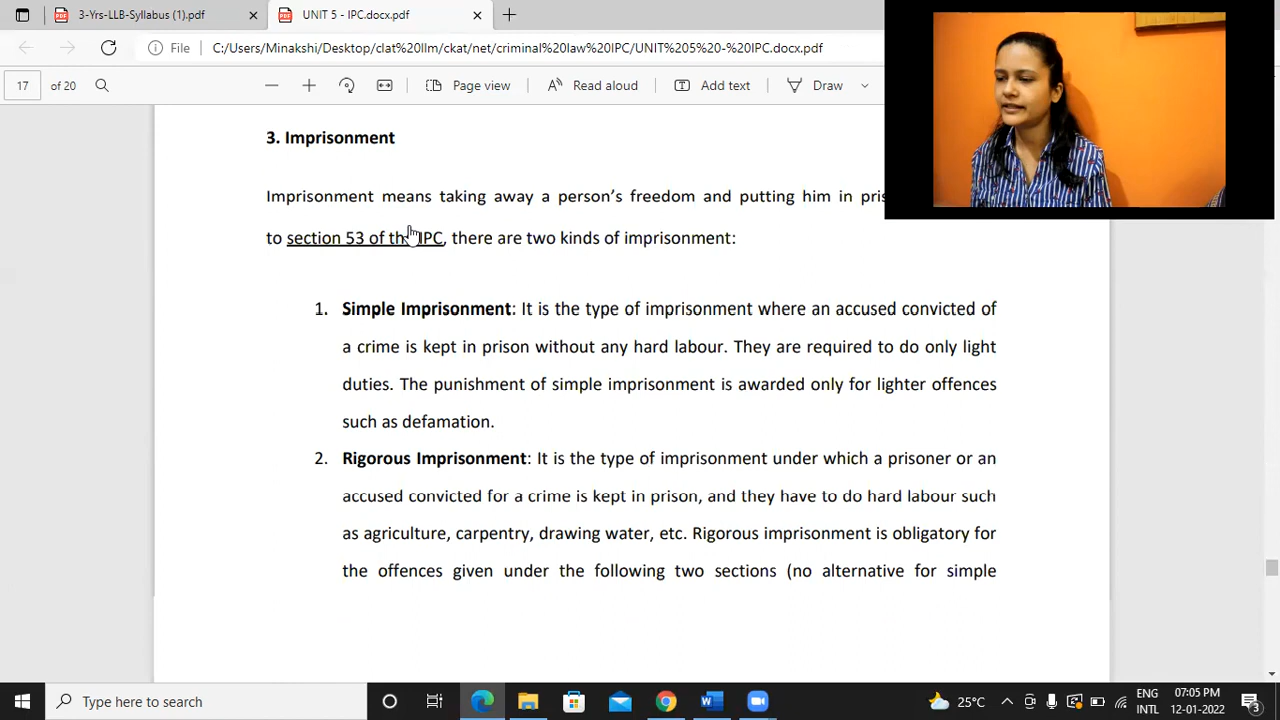 3-Yrs-LLB-Syllabus (1).pdf
UNIT 5 - IPC.docx.pdf
File
C:/Users/Minakshi/Desktop/clat%20llm/ckat/net/criminal%20law%20IPC/UNIT%205%20-%20IPC.docx.pdf
17 of 20
Page view
Read aloud
Add text
Draw
3. Imprisonment
Imprisonment means taking away a person’s freedom and putting him in
to section 53 of the IPC, there are two kinds of imprisonment:
1. Simple Imprisonment: It is the type of imprisonment where an accused convicted of
a crime is kept in prison without any hard labour. They are required to do only light
duties. The punishment of simple imprisonment is awarded only for lighter offences
such as defamation.
2. Rigorous Imprisonment: It is the type of imprisonment under which a prisoner or an
accused convicted for a crime is kept in prison, and they have to do hard labour such
as agriculture, carpentry, drawing water, etc. Rigorous imprisonment is obligatory for
the offences given under the following two sections (no alternative for simple
Type here to search
25°C
ENG
INTL
07:05 PM
12-01-2022
3